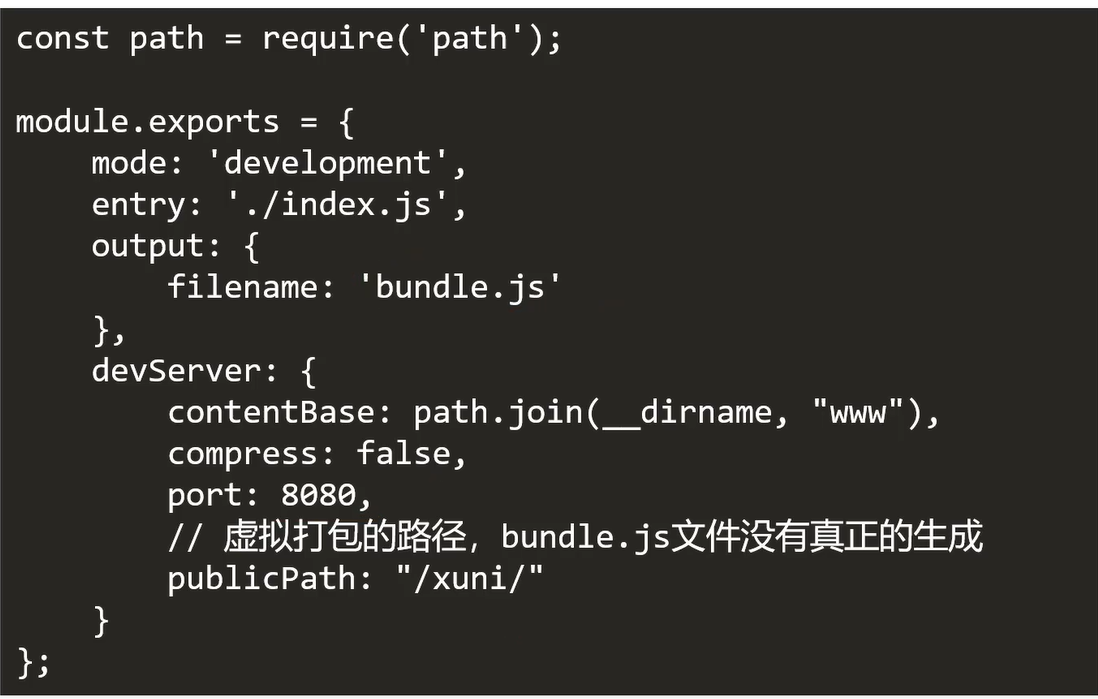 const path = require('path');

module.exports = {
    mode: 'development',
    entry: './index.js',
    output: {
        filename: 'bundle.js'
    },
    devServer: {
        contentBase: path.join(__dirname, "www"),
        compress: false,
        port: 8080,
        // 虚拟打包的路径，bundle.js文件没有真正的生成
        publicPath: "/xuni/"
    }
};